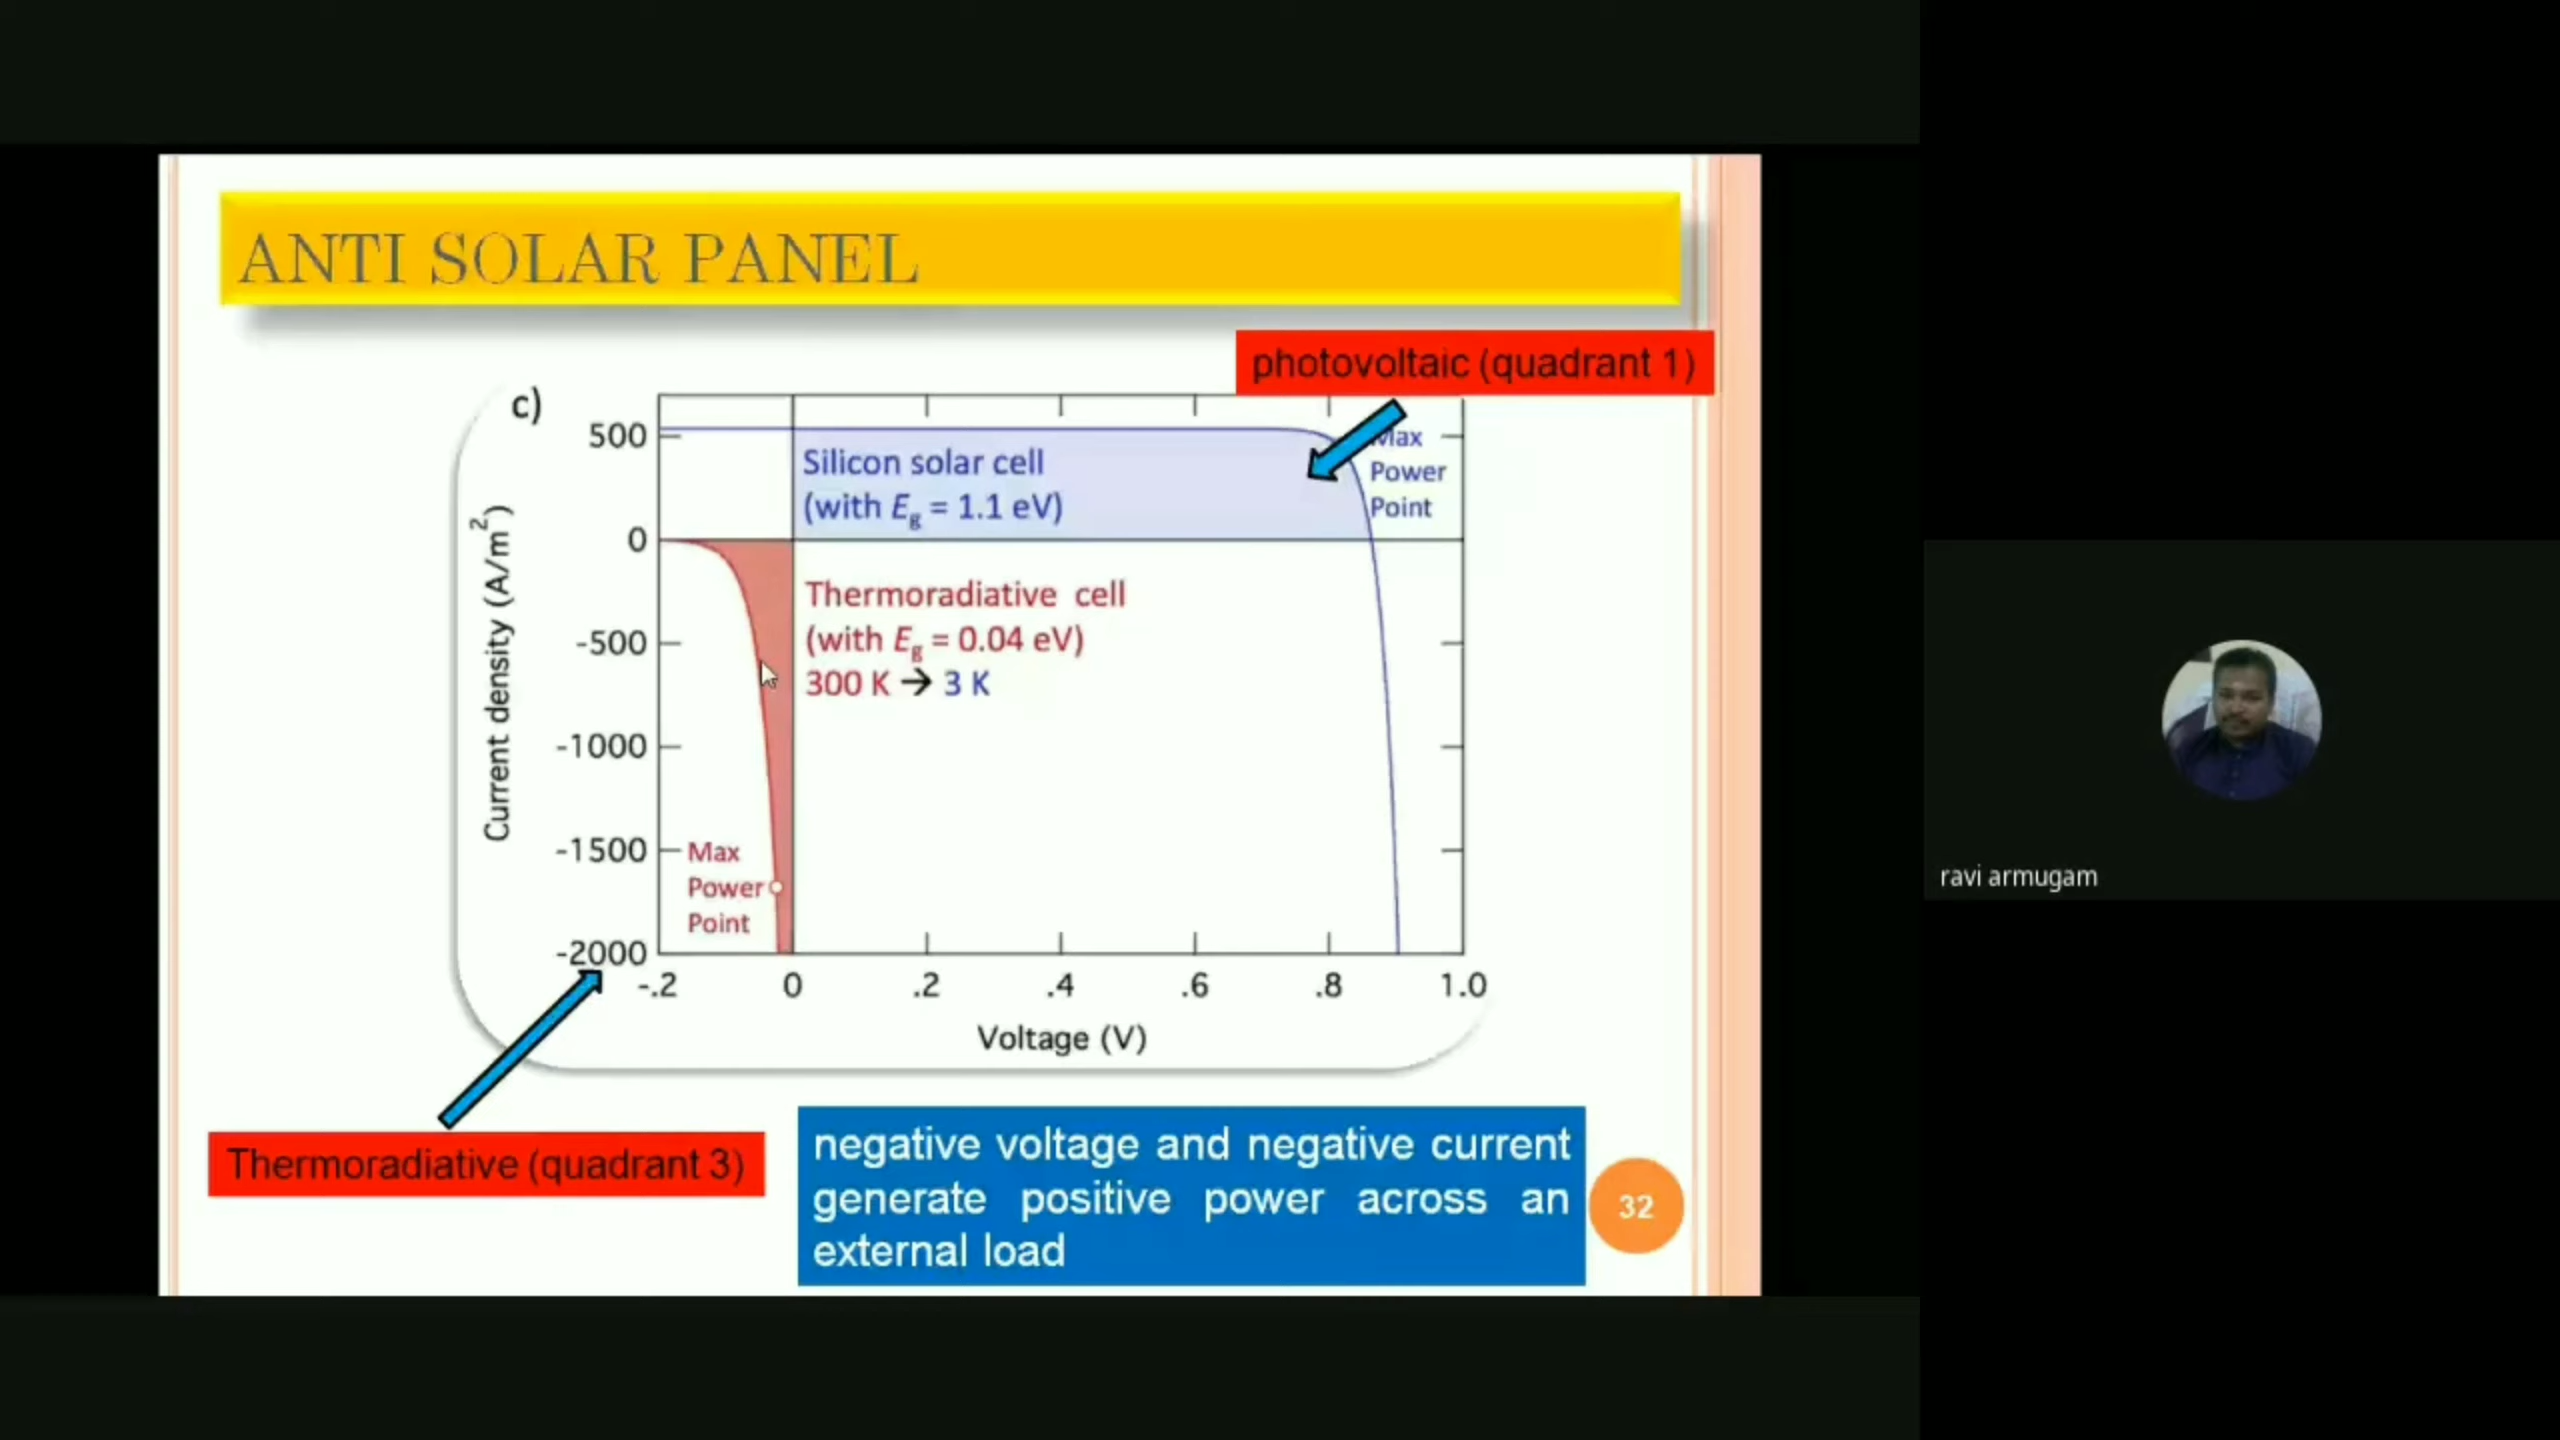 ANTI SOLAR PANEL
photovoltaic (quadrant 1)
c)
500
0
-500
-1000
-1500
-2000
Current density (A/m²)
Silicon solar cell
(with Eg = 1.1 eV)
Max
Power
Point
Thermoradiative cell
(with Eg = 0.04 eV)
300 K → 3 K
Max
Power
Point
-.2 0 .2 .4 .6 .8 1.0
Voltage (V)
Thermoradiative (quadrant 3)
negative voltage and negative current
generate positive power across an
external load
32
ravi armugam